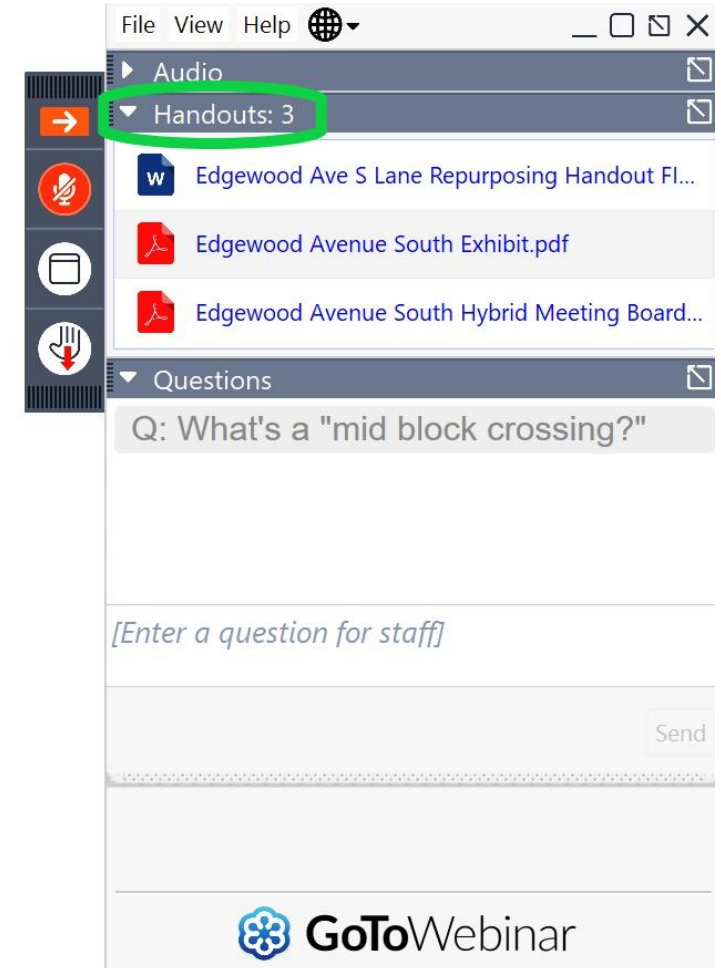 File View Help
Audio
Handouts: 3
W Edgewood Ave S Lane Repurposing Handout FI...
Edgewood Avenue South Exhibit.pdf
Edgewood Avenue South Hybrid Meeting Board...
Questions
Q: What's a "mid block crossing?"
[Enter a question for staff]
Send
GoToWebinar